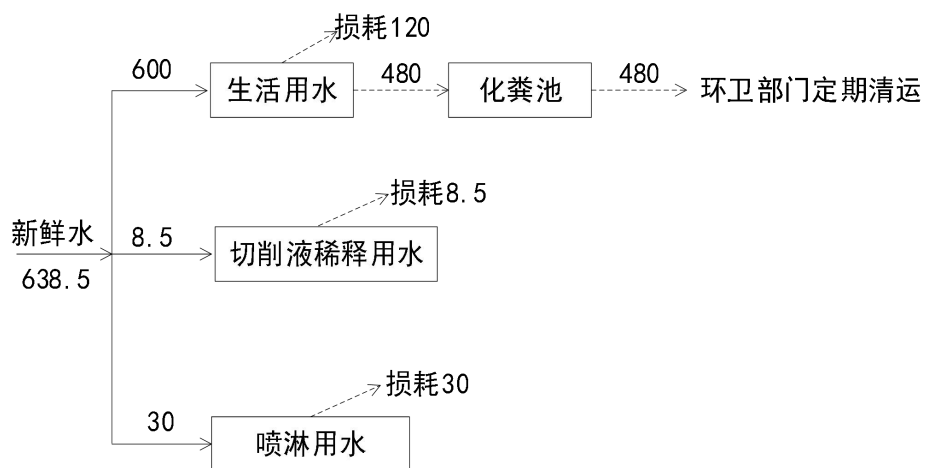 损耗120
600
生活用水
480
化粪池
480
环卫部门定期清运
损耗8.5
新鲜水
8.5
切削液稀释用水
638.5
损耗30
30
喷淋用水